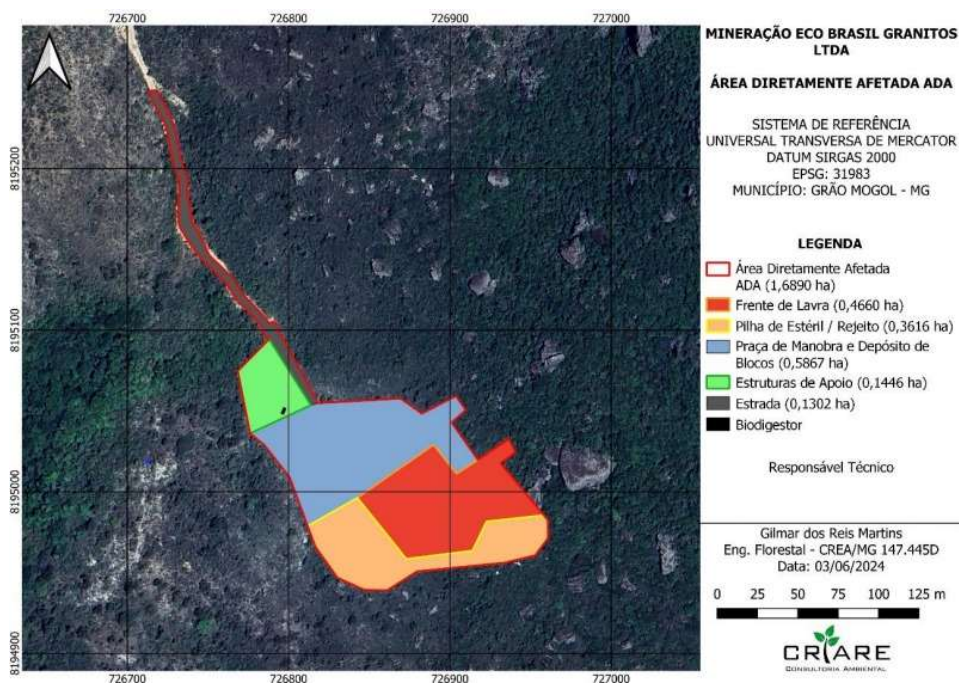 726700 726800 726900 727000
8195200
8195100
8195000
8194900
726700 726800 726900 727000
MINERAÇÃO ECO BRASIL GRANITOS
LTDA
ÁREA DIRETAMENTE AFETADA ADA
SISTEMA DE REFERÊNCIA
UNIVERSAL TRANSVERSA DE MERCATOR
DATUM SIRGAS 2000
EPSG: 31983
MUNICÍPIO: GRÃO MOGOL - MG
LEGENDA
Área Diretamente Afetada
ADA (1,6890 ha)
Frente de Lavra (0,4660 ha)
Pilha de Estéril / Rejeito (0,3616 ha)
Praça de Manobra e Depósito de
Blocos (0,5867 ha)
Estruturas de Apoio (0,1446 ha)
Estrada (0,1302 ha)
Biodigestor
Responsável Técnico
Gilmar dos Reis Martins
Eng. Florestal - CREA/MG 147.445D
Data: 03/06/2024
0 25 50 75 100 125 m
CRIARE
CONSULTORIA AMBIENTAL